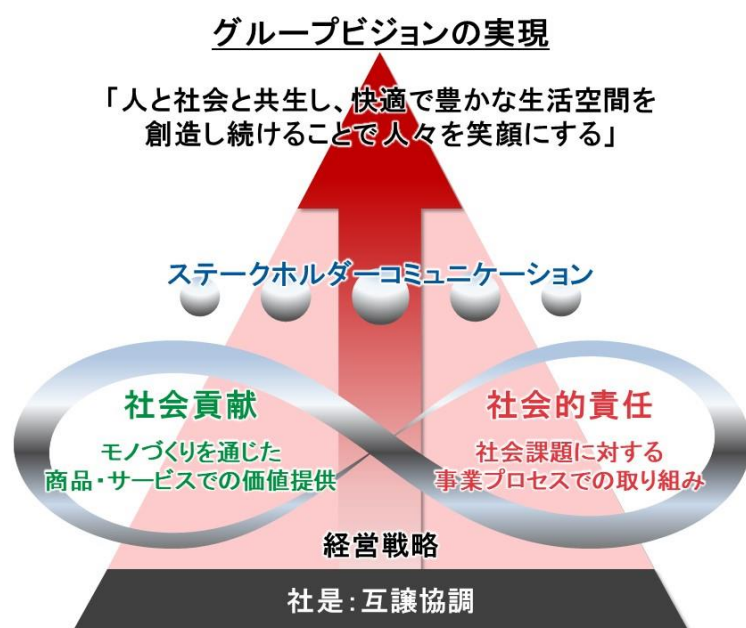 グループビジョンの実現
「人と社会と共生し、快適で豊かな生活空間を
創造し続けることで人々を笑顔にする」
ステークホルダーコミュニケーション
社会貢献
モノづくりを通じた
商品・サービスでの価値提供
社会的責任
社会課題に対する
事業プロセスでの取り組み
経営戦略
社是:互譲協調